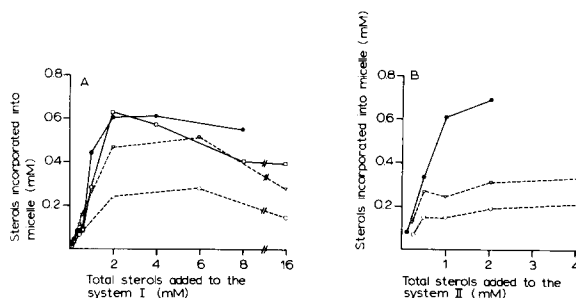 A
Sterols incorporated into
micelle (mM)
0.8
0.6
0.4
0.2
2
4
6
8
16
Total sterols added to the
system I (mM)
B
Sterols incorporated into micelle (mM)
0.8
0.6
0.4
0.2
1
2
3
4
Total sterols added to the
system II (mM)